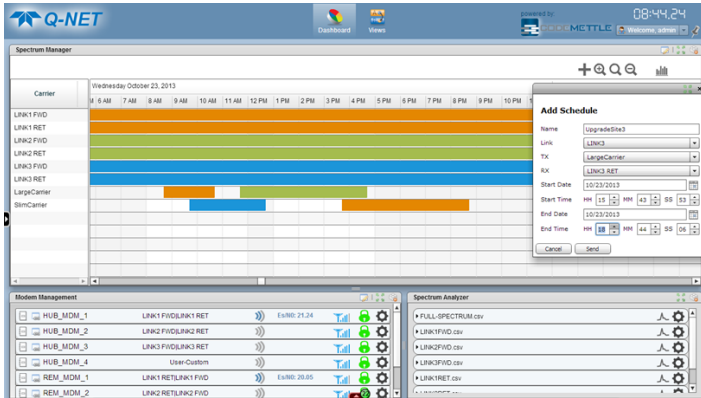 Q-NET
Dashboard
Views
powered by
08:44.24
Welcome, admin
Spectrum Manager
Carrier
Wednesday October 23, 2013
6 AM 7 AM 8 AM 9 AM 10 AM 11 AM 12 PM 1 PM 2 PM 3 PM 4 PM 5 PM 6 PM 7 PM 8 PM 9 PM 10 PM
LINK1 FWD
LINK1 RET
LINK2 FWD
LINK2 RET
LINK3 FWD
LINK3 RET
LargeCarrier
SlimCarrier
Add Schedule
Name UpgradeSite3
Link LINK3
TX LargeCarrier
RX LINK3 RET
Start Date 10/23/2013
Start Time HH 15 MM 43 SS 53
End Date 10/23/2013
End Time HH 18 MM 44 SS 06
Cancel Send
Modem Management
HUB_MDM_1 LINK1 FWD|LINK1 RET Es/N0: 21.24
HUB_MDM_2 LINK2 FWD|LINK2 RET
HUB_MDM_3 LINK3 FWD|LINK3 RET
HUB_MDM_4 User-Custom
REM_MDM_1 LINK1 RET|LINK1 FWD Es/N0: 20.05
REM_MDM_2 LINK2 RET|LINK2 FWD
Spectrum Analyzer
FULL-SPECTRUM.csv
LINK1FWD.csv
LINK2FWD.csv
LINK3FWD.csv
LINK1RET.csv